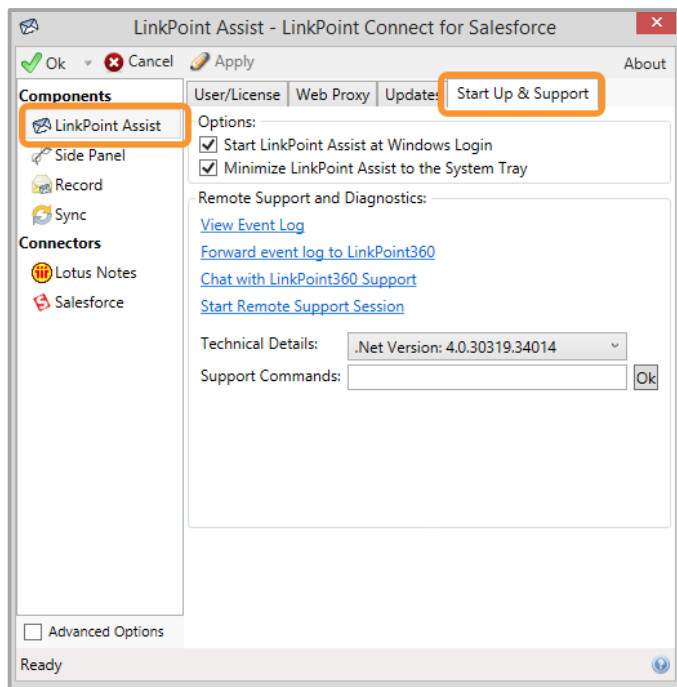 LinkPoint Assist - LinkPoint Connect for Salesforce
Ok Cancel Apply About
Components
LinkPoint Assist
Side Panel
Record
Sync
Connectors
Lotus Notes
Salesforce
User/License Web Proxy Updates Start Up & Support
Options:
Start LinkPoint Assist at Windows Login
Minimize LinkPoint Assist to the System Tray
Remote Support and Diagnostics:
View Event Log
Forward event log to LinkPoint360
Chat with LinkPoint360 Support
Start Remote Support Session
Technical Details: .Net Version: 4.0.30319.34014
Support Commands: Ok
Advanced Options
Ready